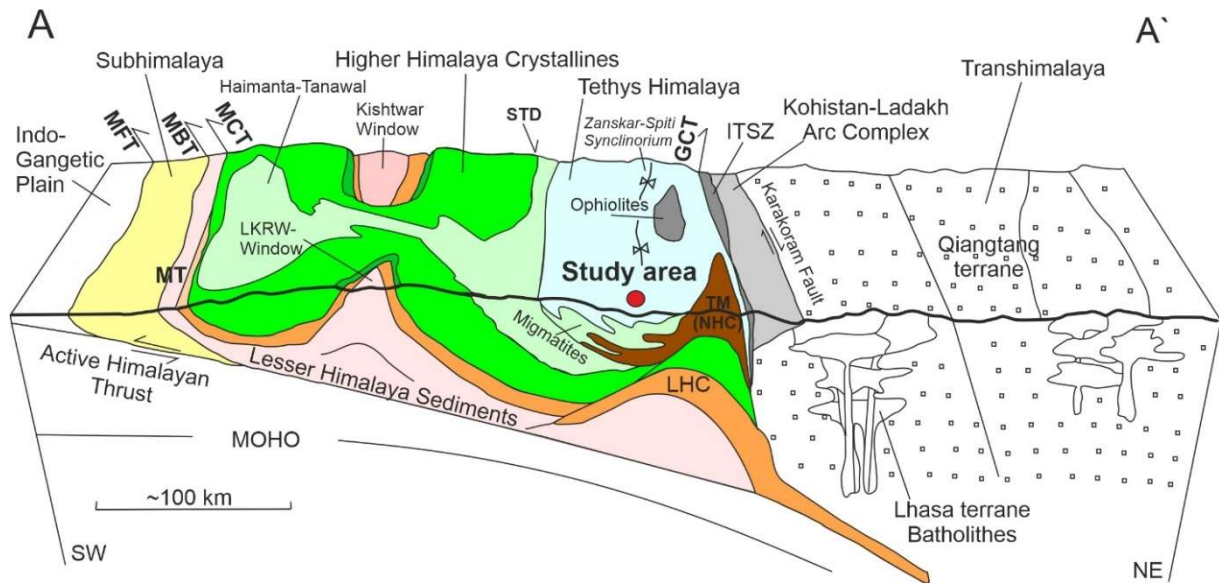 A
A`
Subhimalaya
Higher Himalaya Crystallines
Transhimalaya
Haimanta-Tanawal
Kishtwar
Window
Tethys Himalaya
Kohistan-Ladakh
Arc Complex
MFT
MBT
MCT
STD
Zanskar-Spiti
Synclinorium
GCT
ITSZ
Indo-
Gangetic
Plain
Ophiolites
Karakoram Fault
Qiangtang
terrane
LKRW-
Window
MT
Study area
TM
(NHC)
Migmatites
Active Himalayan
Thrust
Lesser Himalaya Sediments
LHC
MOHO
~100 km
Lhasa terrane
Batholithes
SW
NE